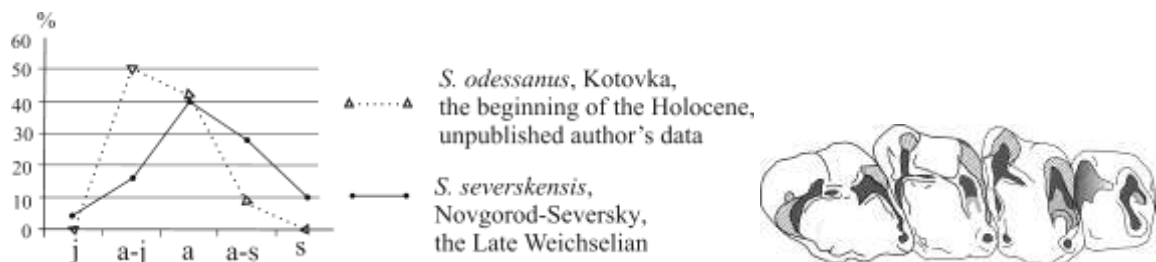 %
60
50
40
30
20
10
0
j a-j a a-s s
S. odessanus, Kotovka,
the beginning of the Holocene,
unpublished author's data
S. severskensis,
Novgorod-Seversky,
the Late Weichselian